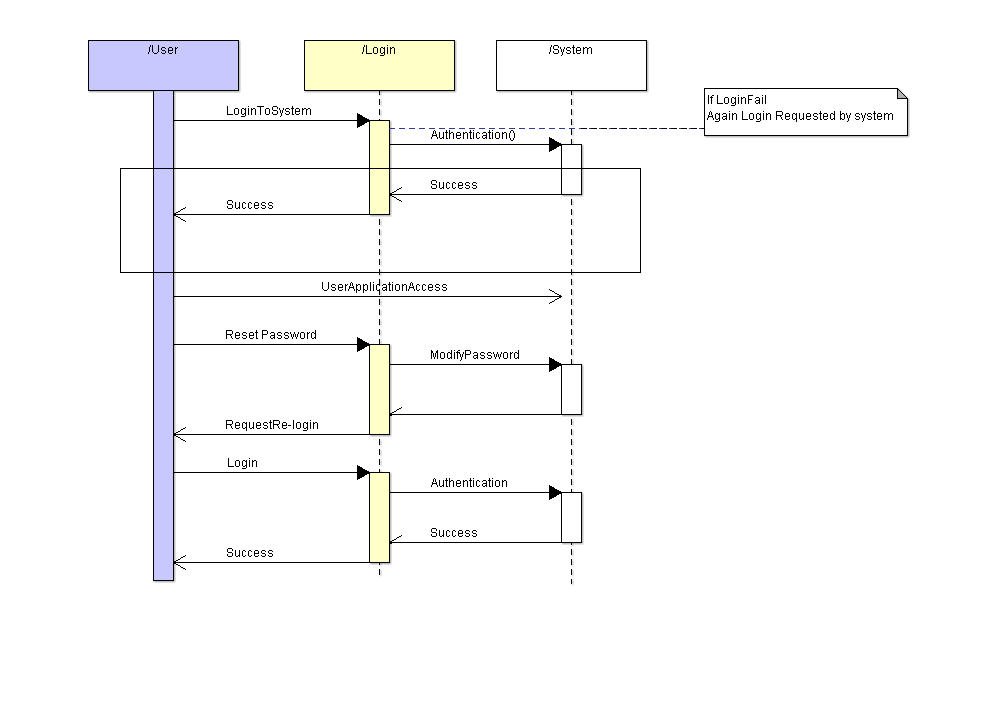 /User
/Login
/System
If LoginFail
Again Login Requested by system
LoginToSystem
Authentication()
Success
Success
UserApplicationAccess
Reset Password
ModifyPassword
RequestRe-login
Login
Authentication
Success
Success